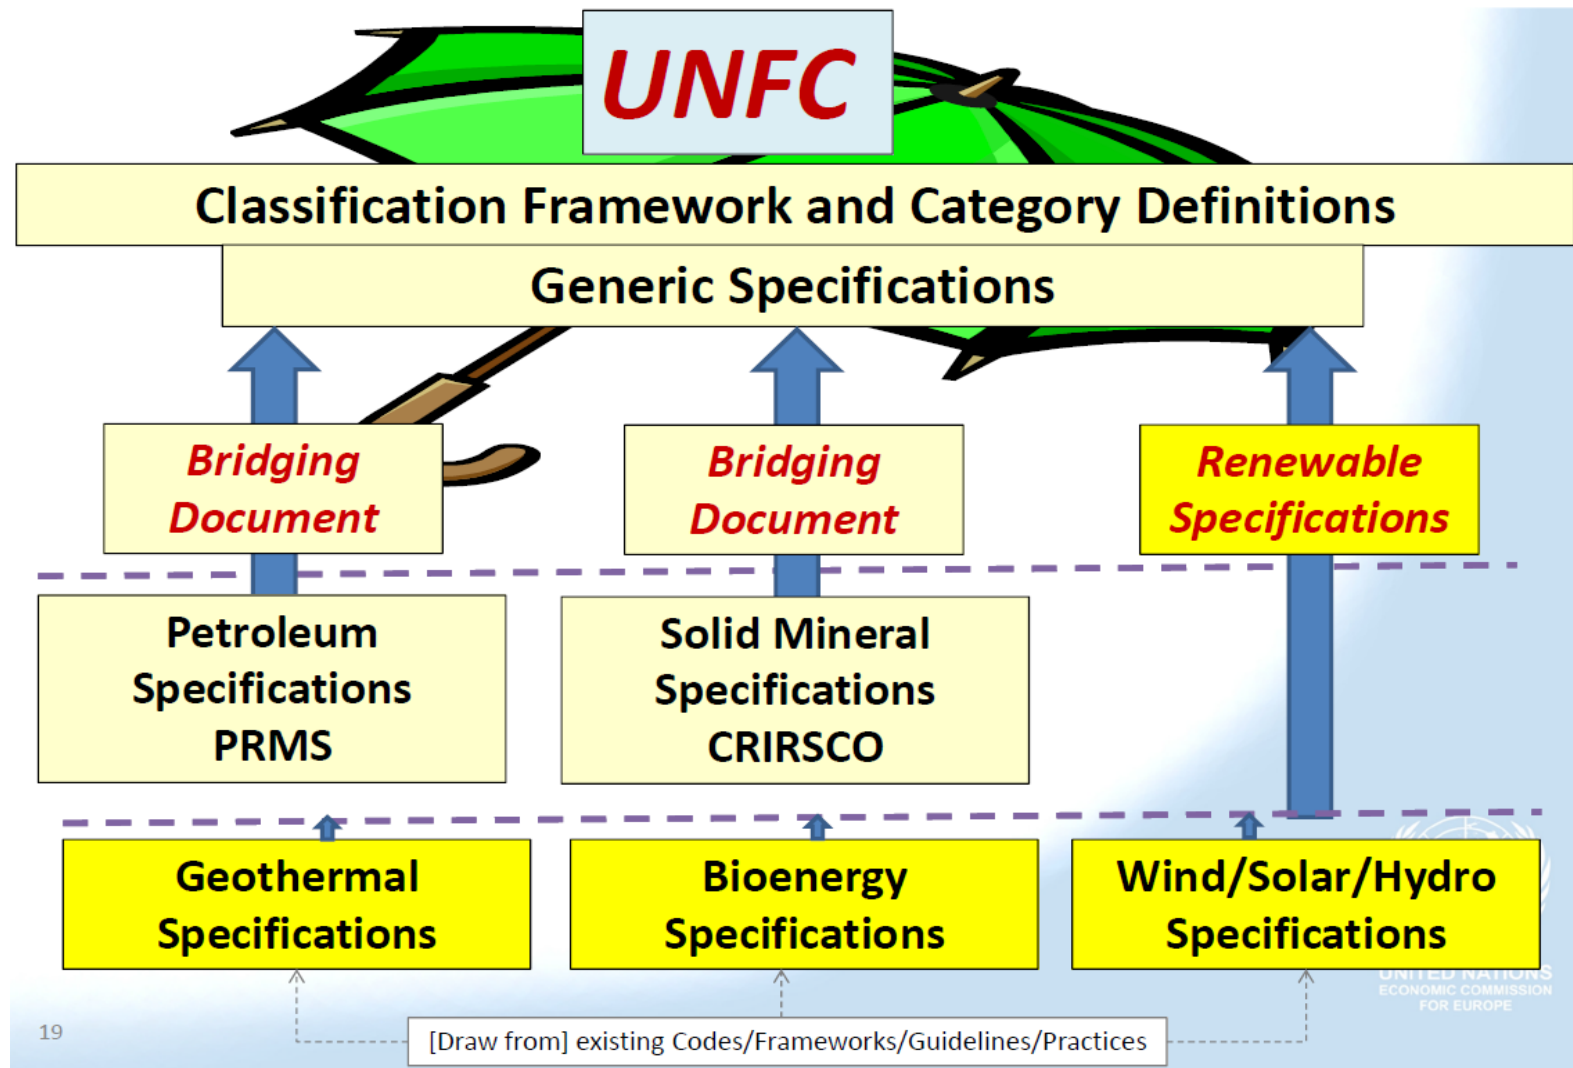 UNFC
Classification Framework and Category Definitions
Generic Specifications
Bridging
Document
Bridging
Document
Renewable
Specifications
Petroleum
Specifications
PRMS
Solid Mineral
Specifications
CRIRSCO
Geothermal
Specifications
Bioenergy
Specifications
Wind/Solar/Hydro
Specifications
UNITED NATIONS
ECONOMIC COMMISSION
FOR EUROPE
19
[Draw from] existing Codes/Frameworks/Guidelines/Practices